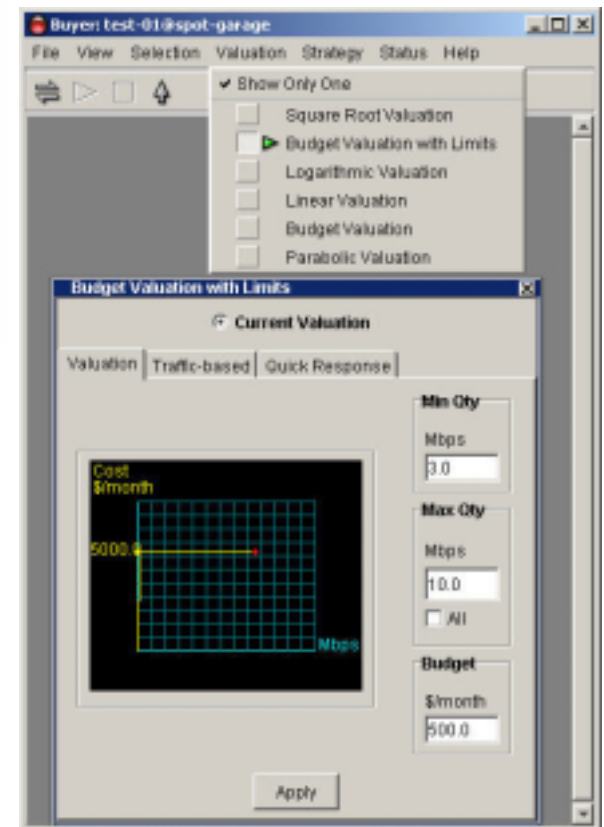 Buyer: test-01@spot-garage
File View Selection Valuation Strategy Status Help
Show Only One
Square Root Valuation
Budget Valuation with Limits
Logarithmic Valuation
Linear Valuation
Budget Valuation
Parabolic Valuation
Budget Valuation with Limits
Current Valuation
Valuation Traffic-based Quick Response
Min Qty
Mbps
3.0
Cost
$/month
5000.0
Mbps
Max Qty
Mbps
10.0
All
Budget
$/month
500.0
Apply